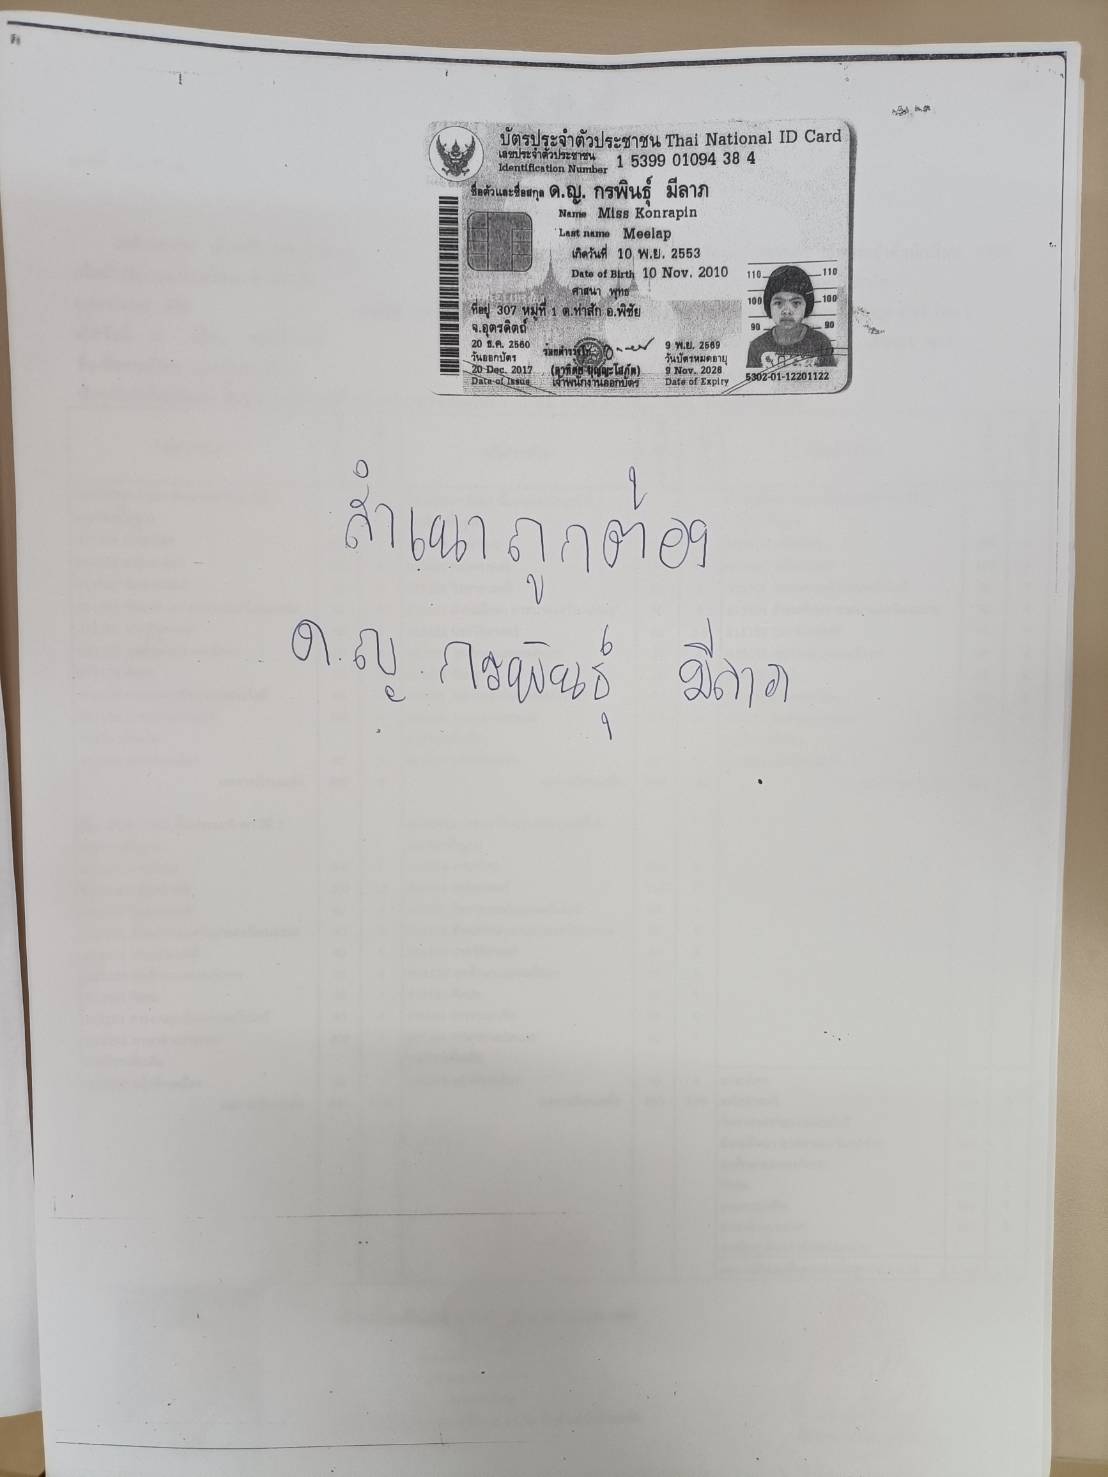 บัตรประจำตัวประชาชน Thai National ID Card
เลขประจำตัวประชาชน
Identification Number 1 5399 01094 38 4
ชื่อตัวและชื่อสกุล ด.ญ. กรพินธุ์ มีลาภ
Name Miss Konrapin
Last name Meelap
เกิดวันที่ 10 พ.ย. 2553
Date of Birth 10 Nov. 2010
ศาสนา พุทธ
ที่อยู่ 307 หมู่ที่ 1 ต.ท่าสัก อ.พิชัย
จ.อุตรดิตถ์
20 ธ.ค. 2560
วันออกบัตร
20 Dec. 2017
Date of Issue
เจ้าพนักงานออกบัตร
9 พ.ย. 2569
วันบัตรหมดอายุ
9 Nov. 2026
Date of Expiry
110 110
100 100
90 90
5302-01-12201122
สำเนาถูกต้อง
ด.ญ. กรพินธุ์ มีลาภ